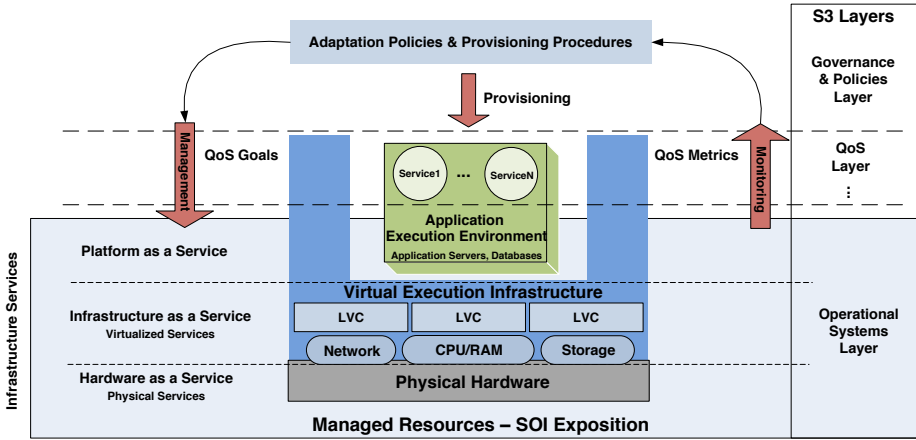 S3 Layers
Adaptation Policies & Provisioning Procedures
Governance
& Policies
Layer
Provisioning
Management
QoS Goals
Service1
...
ServiceN
QoS Metrics
Monitoring
QoS
Layer
...
Application
Execution Environment
Application Servers, Databases
Infrastructure Services
Platform as a Service
Virtual Execution Infrastructure
Infrastructure as a Service
Virtualized Services
LVC
LVC
LVC
Operational
Systems
Layer
Network
CPU/RAM
Storage
Hardware as a Service
Physical Services
Physical Hardware
Managed Resources – SOI Exposition